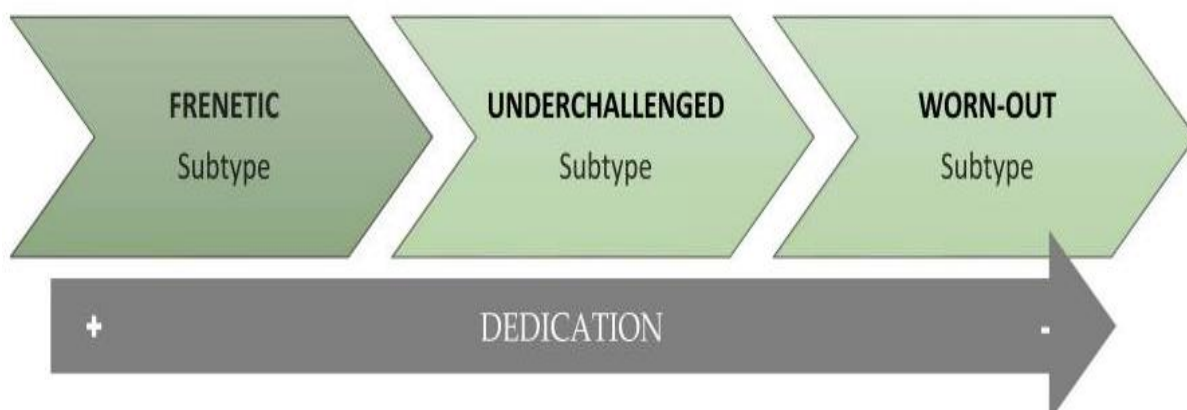 FRENETIC
Subtype
UNDERCHALLENGED
Subtype
WORN-OUT
Subtype
+ DEDICATION -